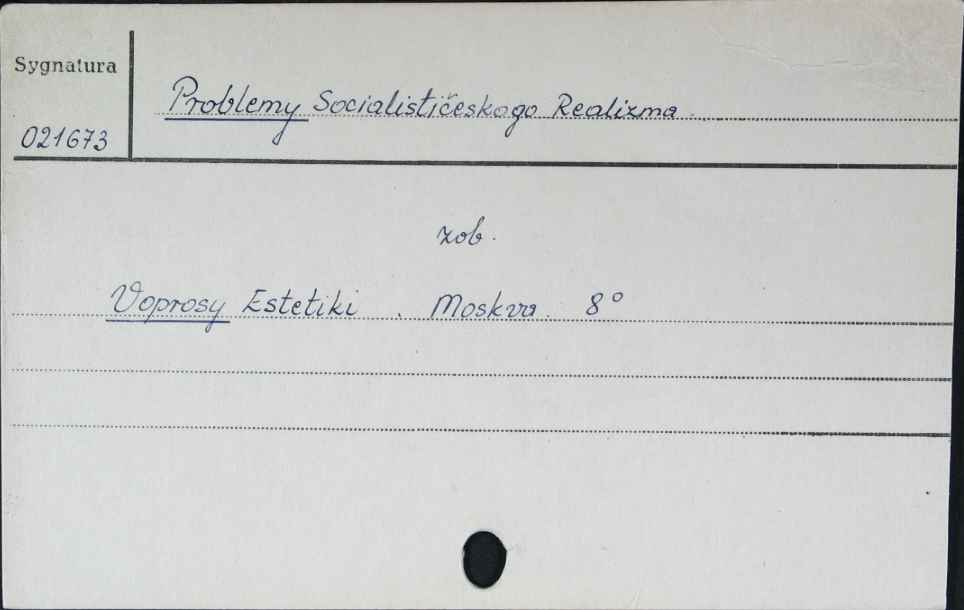 Sygnatura
Problemy Socialističeskogo Realizma.
021673
zob.
Voprosy Estetiki. Moskva. 8°